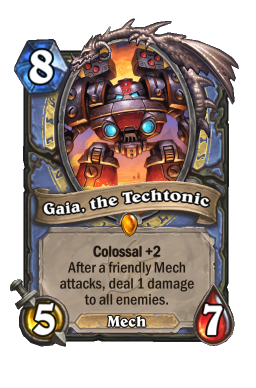 8
Gaia, the Techtonic
Colossal +2
After a friendly Mech
attacks, deal 1 damage
to all enemies.
5
Mech
7